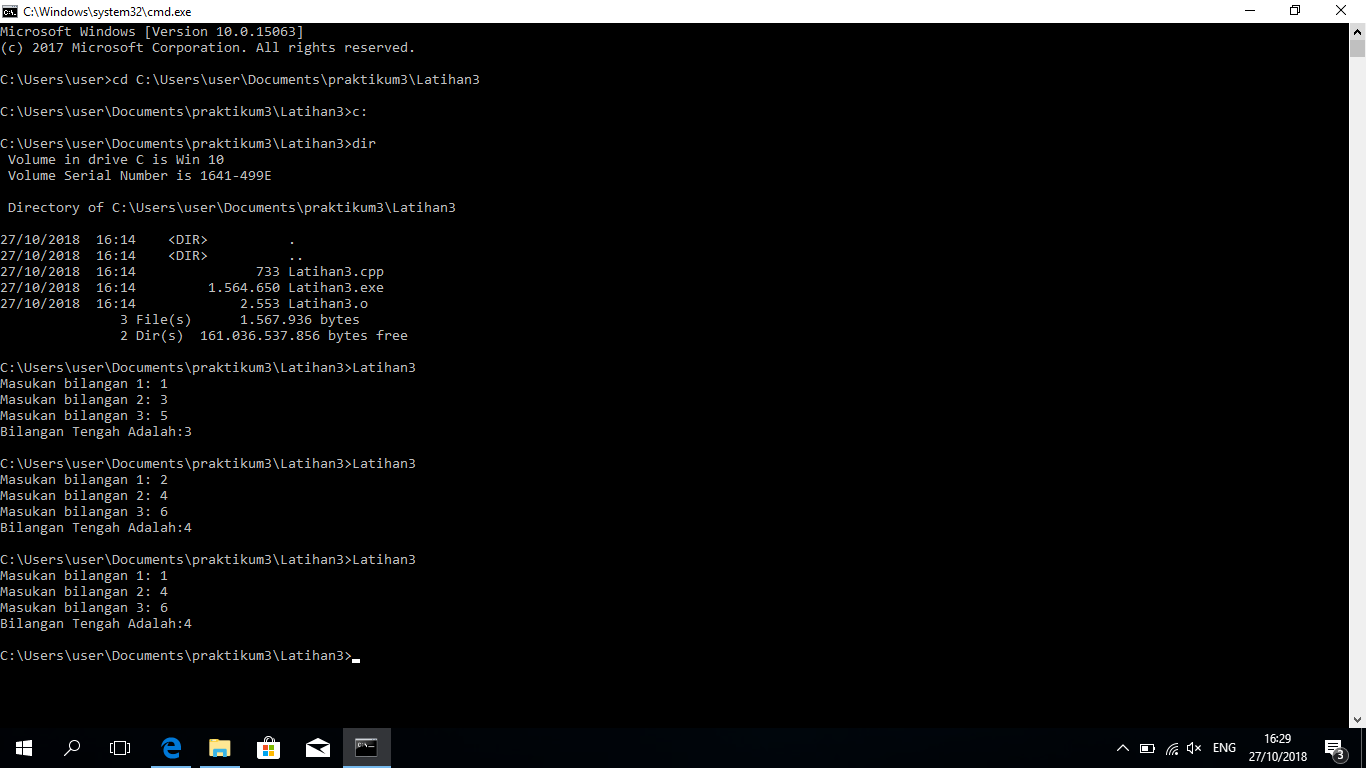 C:\Windows\system32\cmd.exe
Microsoft Windows [Version 10.0.15063]
(c) 2017 Microsoft Corporation. All rights reserved.
C:\Users\user>cd C:\Users\user\Documents\praktikum3\Latihan3
C:\Users\user\Documents\praktikum3\Latihan3>c:
C:\Users\user\Documents\praktikum3\Latihan3>dir
 Volume in drive C is Win 10
 Volume Serial Number is 1641-499E
 Directory of C:\Users\user\Documents\praktikum3\Latihan3
27/10/2018  16:14    <DIR>          .
27/10/2018  16:14    <DIR>          ..
27/10/2018  16:14               733 Latihan3.cpp
27/10/2018  16:14         1.564.650 Latihan3.exe
27/10/2018  16:14             2.553 Latihan3.o
               3 File(s)      1.567.936 bytes
               2 Dir(s)  161.036.537.856 bytes free
C:\Users\user\Documents\praktikum3\Latihan3>Latihan3
Masukan bilangan 1: 1
Masukan bilangan 2: 3
Masukan bilangan 3: 5
Bilangan Tengah Adalah:3
C:\Users\user\Documents\praktikum3\Latihan3>Latihan3
Masukan bilangan 1: 2
Masukan bilangan 2: 4
Masukan bilangan 3: 6
Bilangan Tengah Adalah:4
C:\Users\user\Documents\praktikum3\Latihan3>Latihan3
Masukan bilangan 1: 1
Masukan bilangan 2: 4
Masukan bilangan 3: 6
Bilangan Tengah Adalah:4
C:\Users\user\Documents\praktikum3\Latihan3>
ENG
16:29
27/10/2018
3